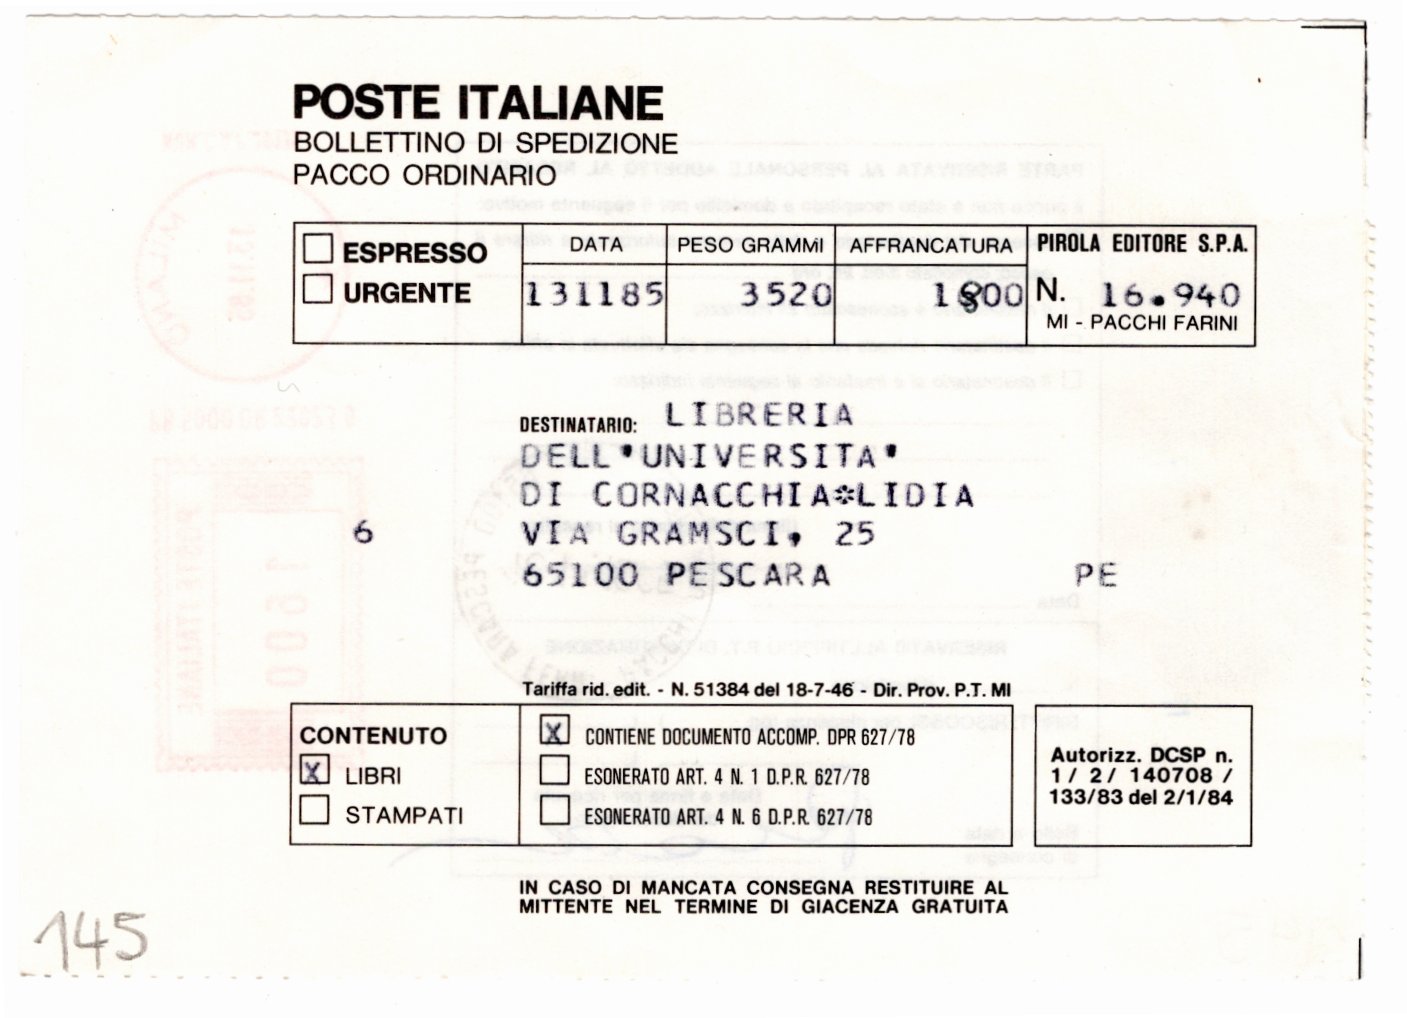 POSTE ITALIANE
BOLLETTINO DI SPEDIZIONE
PACCO ORDINARIO
ESPRESSO
URGENTE
DATA
131185
PESO GRAMMI
3520
AFFRANCATURA
1800
PIROLA EDITORE S.P.A.
N. 16.940
MI - PACCHI FARINI
DESTINATARIO: LIBRERIA
DELL'UNIVERSITA'
DI CORNACCHIA*LIDIA
6 VIA GRAMSCI, 25
65100 PESCARA PE
Tariffa rid. edit. - N. 51384 del 18-7-46 - Dir. Prov. P.T. MI
CONTENUTO
X LIBRI
STAMPATI
X CONTIENE DOCUMENTO ACCOMP. DPR 627/78
ESONERATO ART. 4 N. 1 D.P.R. 627/78
ESONERATO ART. 4 N. 6 D.P.R. 627/78
Autorizz. DCSP n.
1/ 2/ 140708 /
133/83 del 2/1/84
IN CASO DI MANCATA CONSEGNA RESTITUIRE AL
MITTENTE NEL TERMINE DI GIACENZA GRATUITA
145